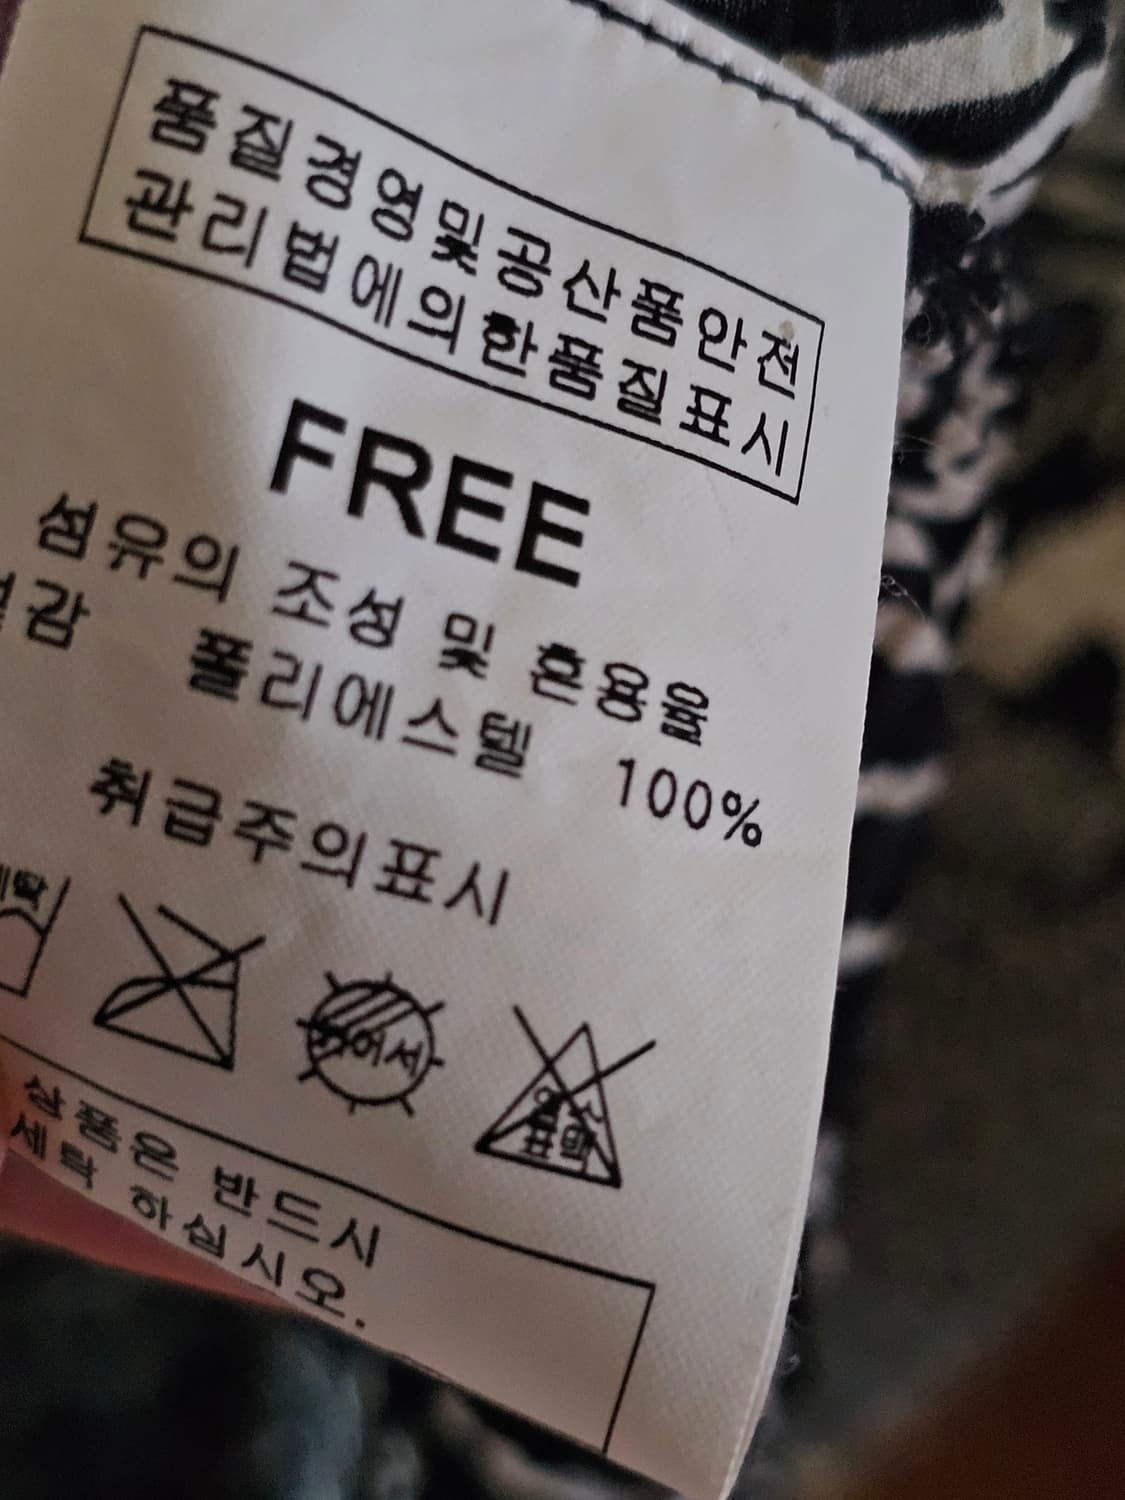 품질경영및공산품안전
관리법에의한품질표시
FREE
섬유의 조성 및 혼용율
폴리에스텔 100%
취급주의표시
상품은 반드시
세탁 하십시오.